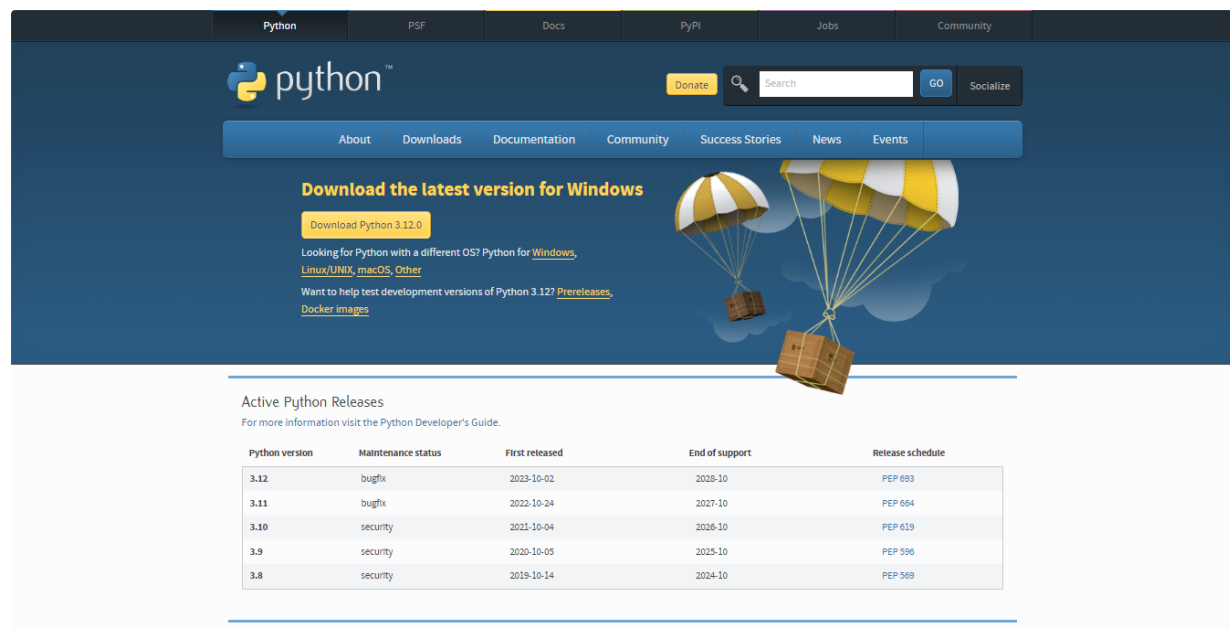 Python PSF Docs PyPI Jobs Community
python™
Donate Search GO Socialize
About Downloads Documentation Community Success Stories News Events
Download the latest version for Windows
Download Python 3.12.0
Looking for Python with a different OS? Python for Windows,
Linux/UNIX, macOS, Other
Want to help test development versions of Python 3.12? Prereleases,
Docker images
Active Python Releases
For more information visit the Python Developer's Guide.
Python version Maintenance status First released End of support Release schedule
3.12 bugfix 2023-10-02 2028-10 PEP 693
3.11 bugfix 2022-10-24 2027-10 PEP 664
3.10 security 2021-10-04 2026-10 PEP 619
3.9 security 2020-10-05 2025-10 PEP 596
3.8 security 2019-10-14 2024-10 PEP 569